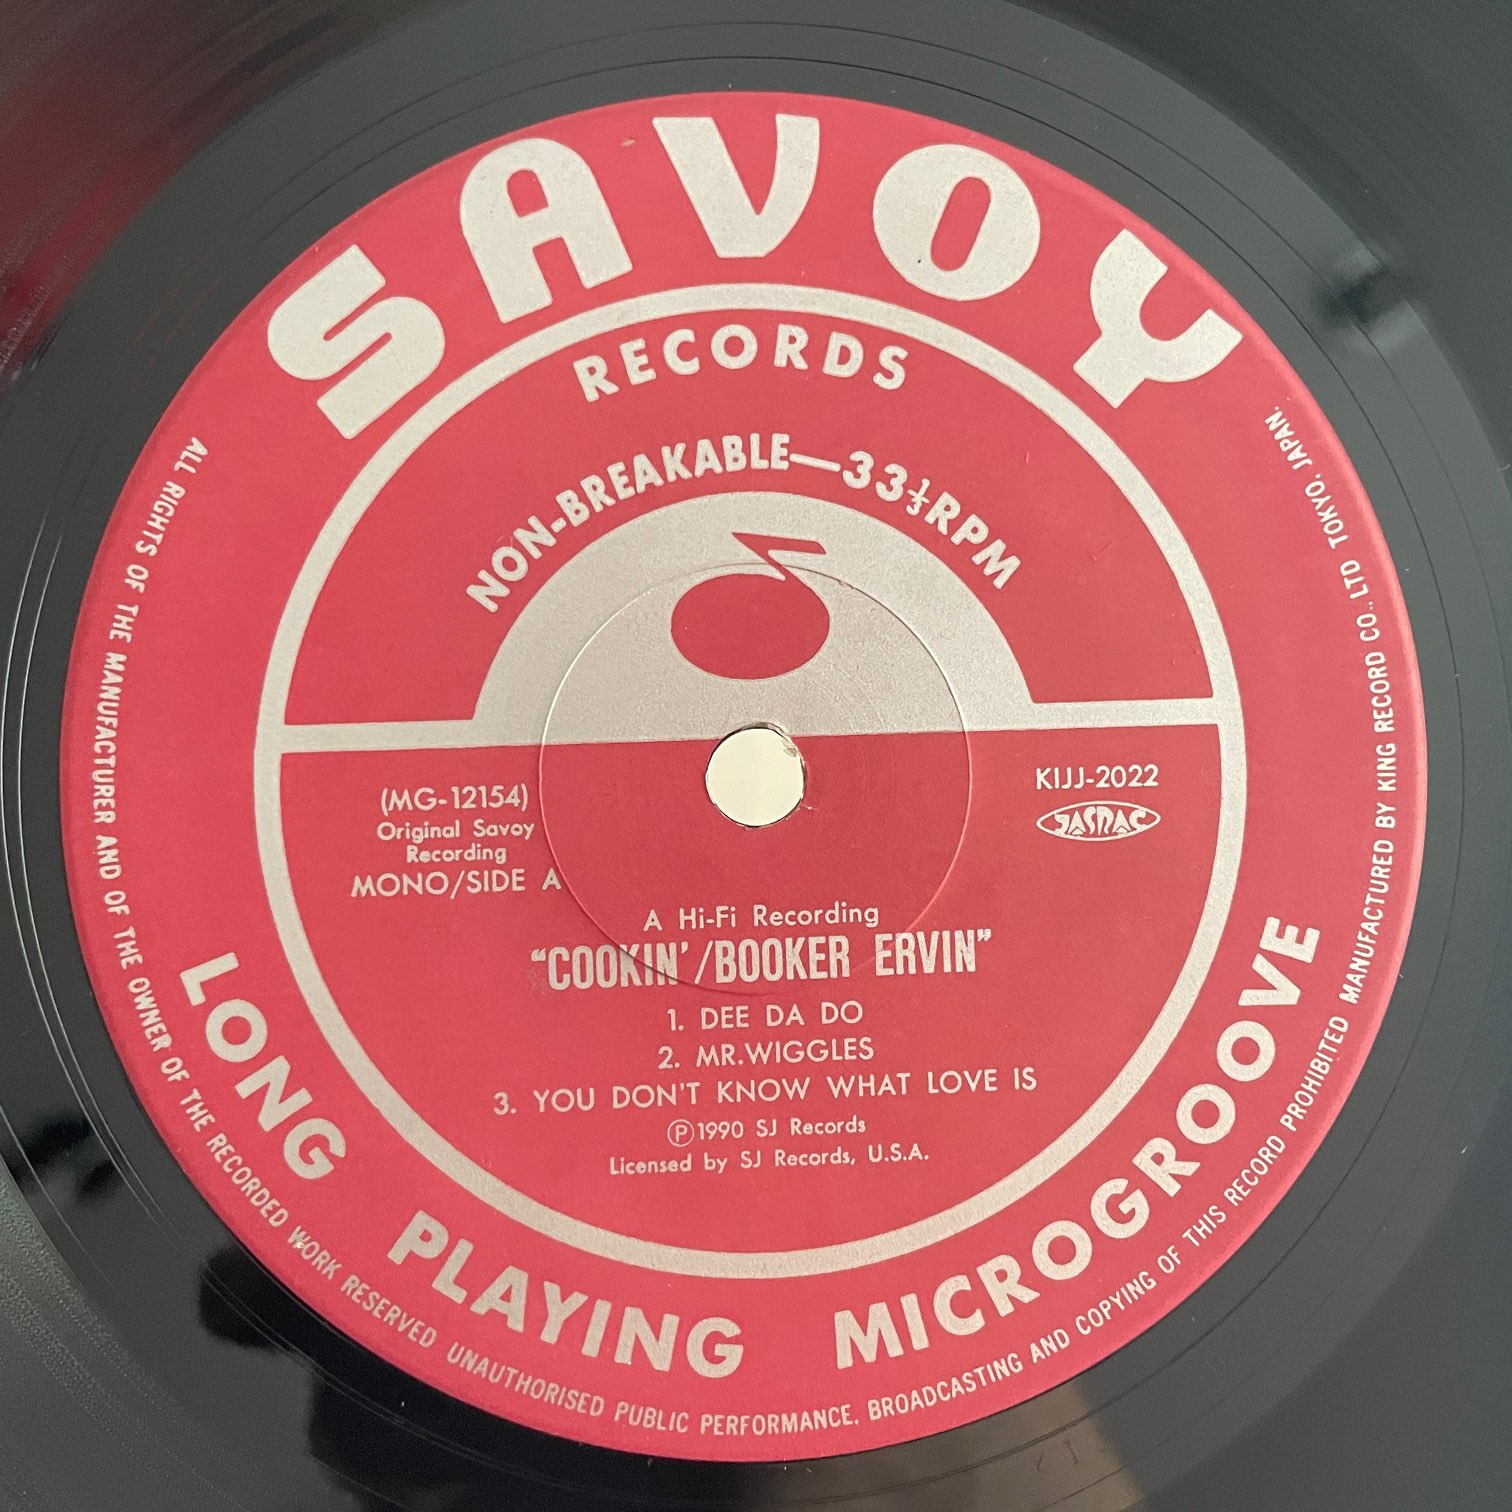 SAVOY
RECORDS
NON-BREAKABLE—33⅓RPM
(MG-12154)
Original Savoy
Recording
MONO/SIDE A
KIJJ-2022
JASRAC
A Hi-Fi Recording
"COOKIN'/BOOKER ERVIN"
1. DEE DA DO
2. MR.WIGGLES
3. YOU DON'T KNOW WHAT LOVE IS
Ⓟ1990 SJ Records
Licensed by SJ Records, U.S.A.
LONG PLAYING MICROGROOVE
ALL RIGHTS OF THE MANUFACTURER AND OF THE OWNER OF THE RECORDED WORK RESERVED UNAUTHORISED PUBLIC PERFORMANCE. BROADCASTING AND COPYING OF THIS RECORD PROHIBITED MANUFACTURED BY KING RECORD CO., LTD TOKYO, JAPAN.